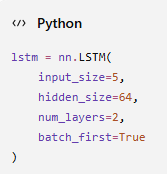 </> Python
lstm = nn.LSTM(
    input_size=5,
    hidden_size=64,
    num_layers=2,
    batch_first=True
)